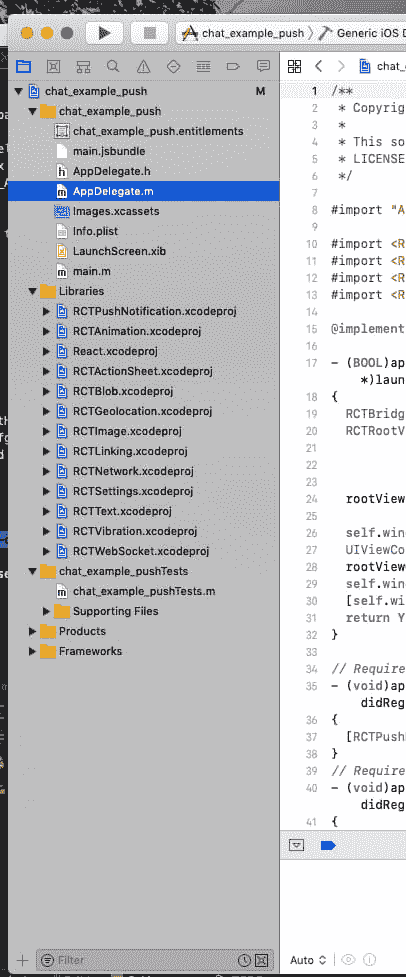 chat_example_push
Generic iOS D
chat_
chat_example_push M
chat_example_push
chat_example_push.entitlements
main.jsbundle
AppDelegate.h
AppDelegate.m
Images.xcassets
Info.plist
LaunchScreen.xib
main.m
Libraries
RCTPushNotification.xcodeproj
RCTAnimation.xcodeproj
React.xcodeproj
RCTActionSheet.xcodeproj
RCTBlob.xcodeproj
RCTGeolocation.xcodeproj
RCTImage.xcodeproj
RCTLinking.xcodeproj
RCTNetwork.xcodeproj
RCTSettings.xcodeproj
RCTText.xcodeproj
RCTVibration.xcodeproj
RCTWebSocket.xcodeproj
chat_example_pushTests
chat_example_pushTests.m
Supporting Files
Products
Frameworks
Filter
1 /**
2 * Copyrig
3 *
4 * This so
5 * LICENSE
6 */
7
8 #import "A
9
10 #import <R
11 #import <R
12 #import <R
13 #import <R
14
15 @implement
16
17 - (BOOL)ap
*)laun
18 {
19 RCTBridg
20 RCTRootV
21
22
23
24 rootView
25
26 self.win
27 UIViewCo
28 rootView
29 self.win
30 [self.wi
31 return Y
32 }
33
34 // Require
35 - (void)ap
didReg
36 {
37 [RCTPush
38 }
39 // Require
40 - (void)ap
didReg
41 {
Auto